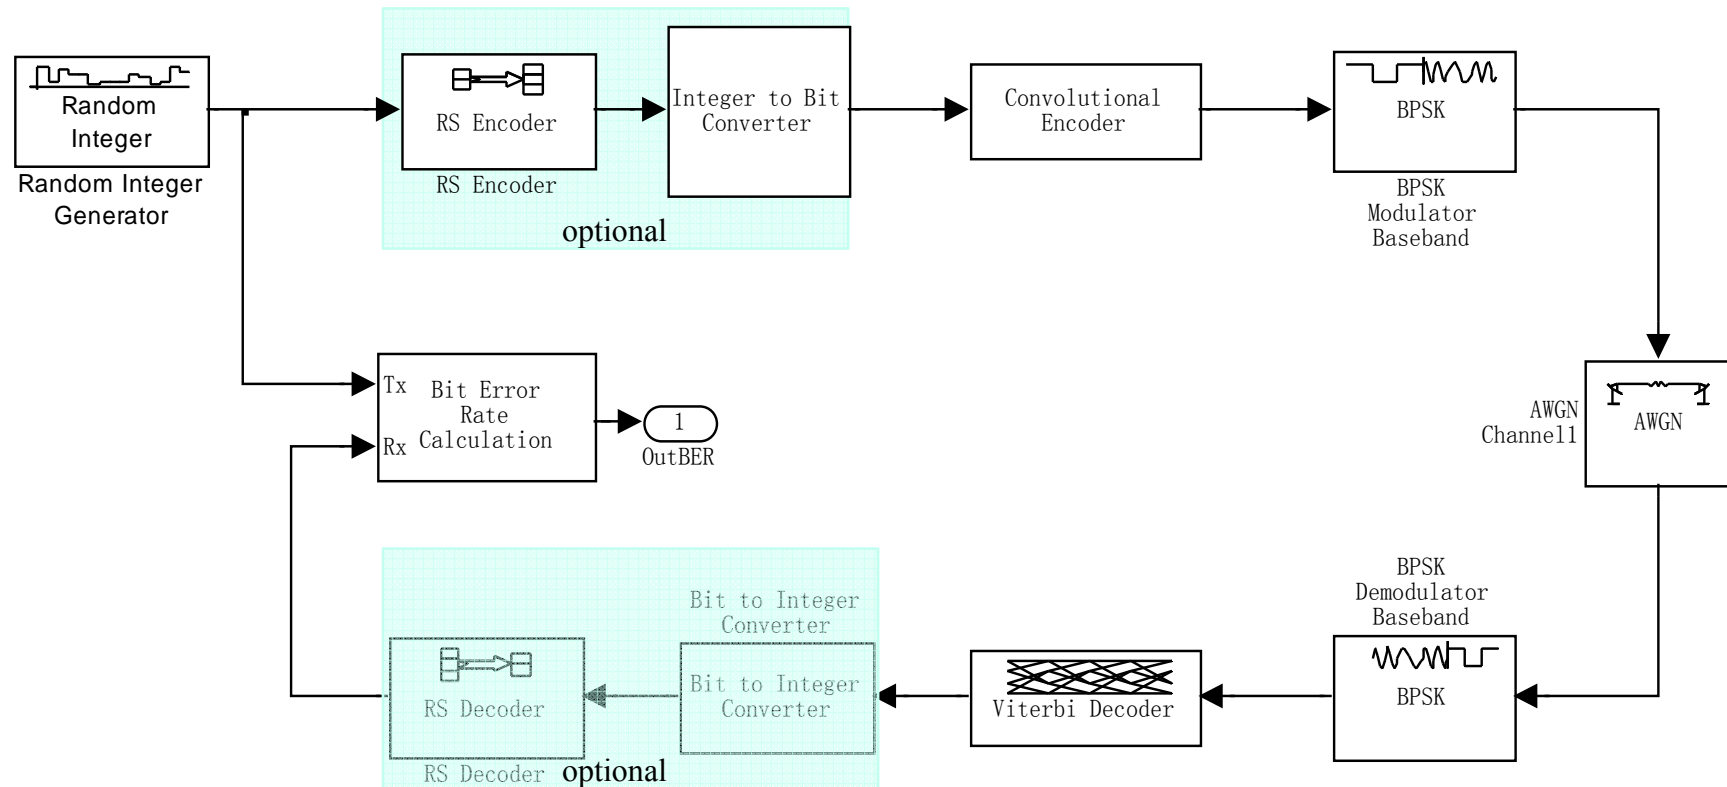 Random
Integer
Random Integer
Generator
RS Encoder
RS Encoder
optional
Integer to Bit
Converter
Convolutional
Encoder
BPSK
BPSK
Modulator
Baseband
Tx
Rx
Bit Error
Rate
Calculation
1
OutBER
AWGN
Channel1
AWGN
BPSK
Demodulator
Baseband
BPSK
Viterbi Decoder
Bit to Integer
Converter
Bit to Integer
Converter
RS Decoder
RS Decoder
optional